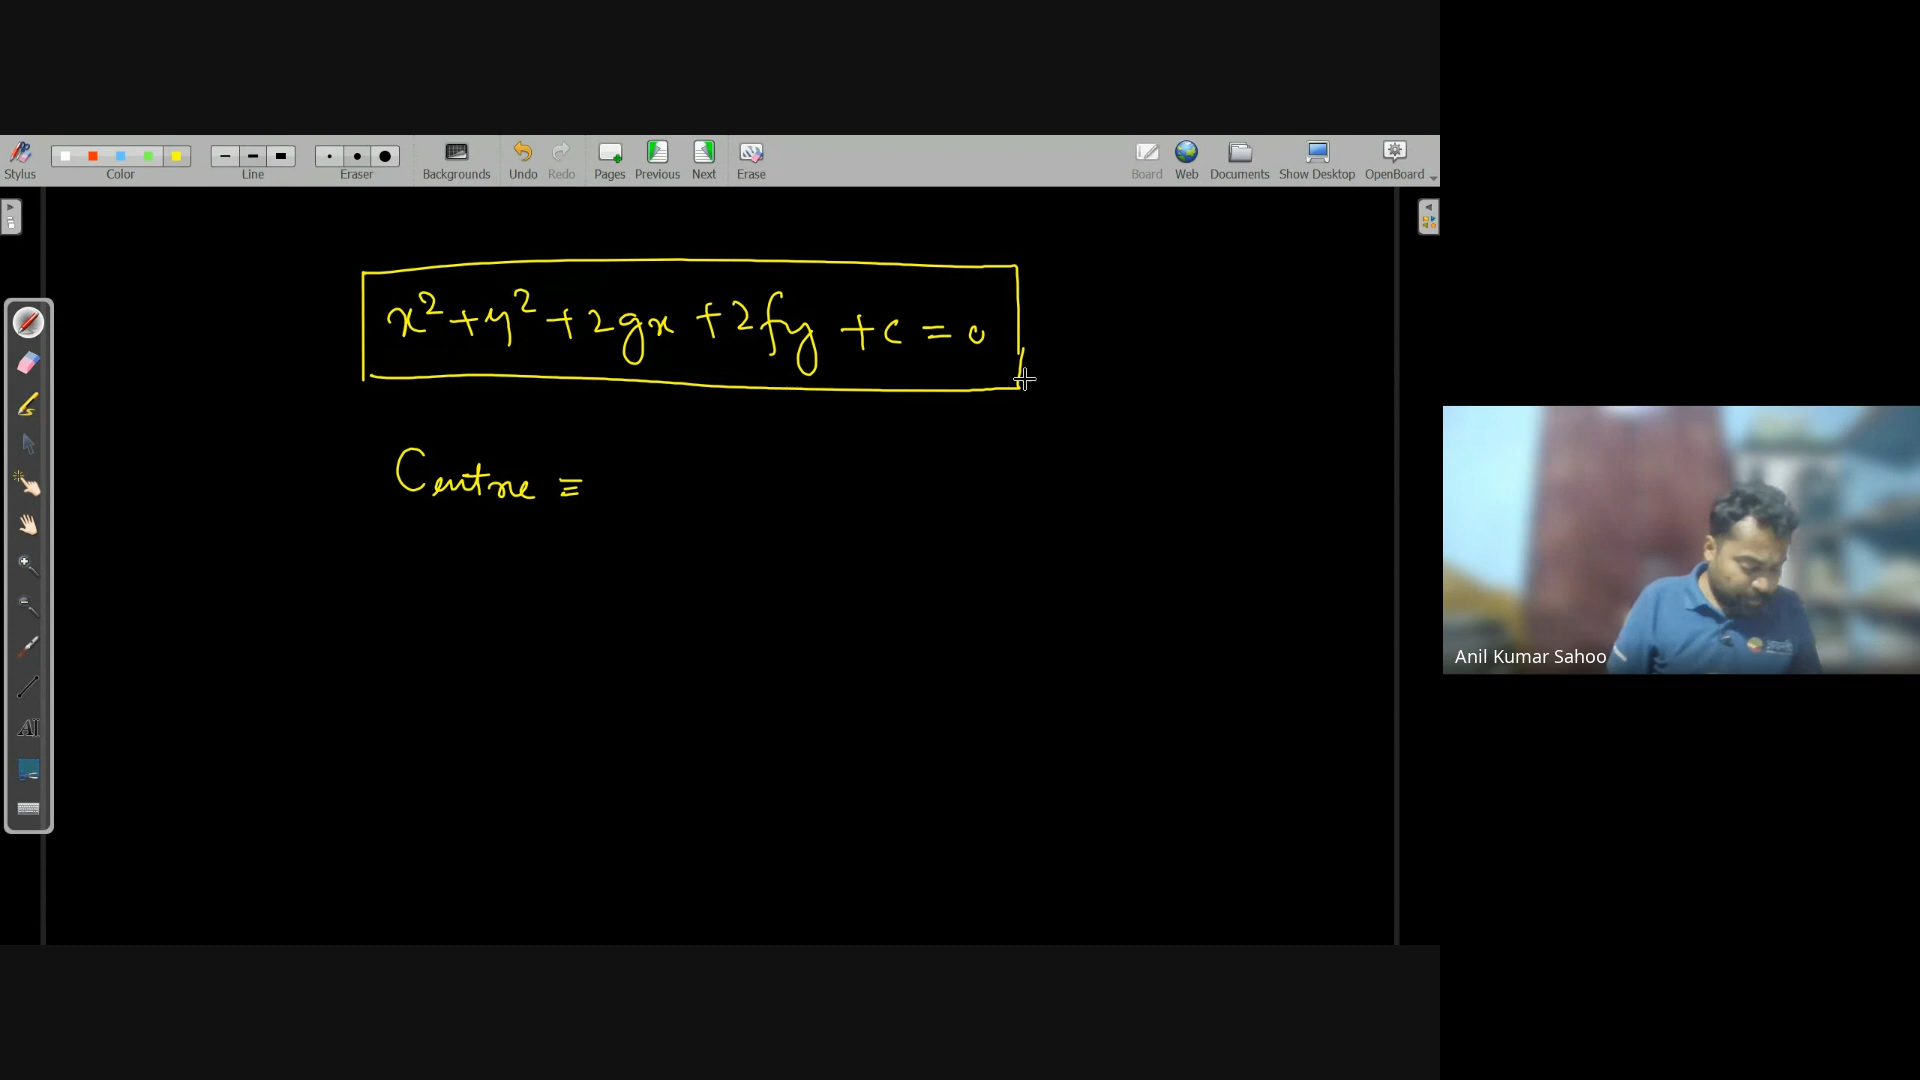 Stylus Color Line Eraser Backgrounds Undo Redo Pages Previous Next Erase Board Web Documents Show Desktop OpenBoard
x² + y² + 2gx + 2fy + c = 0
Centre ≡
AI
Anil Kumar Sahoo